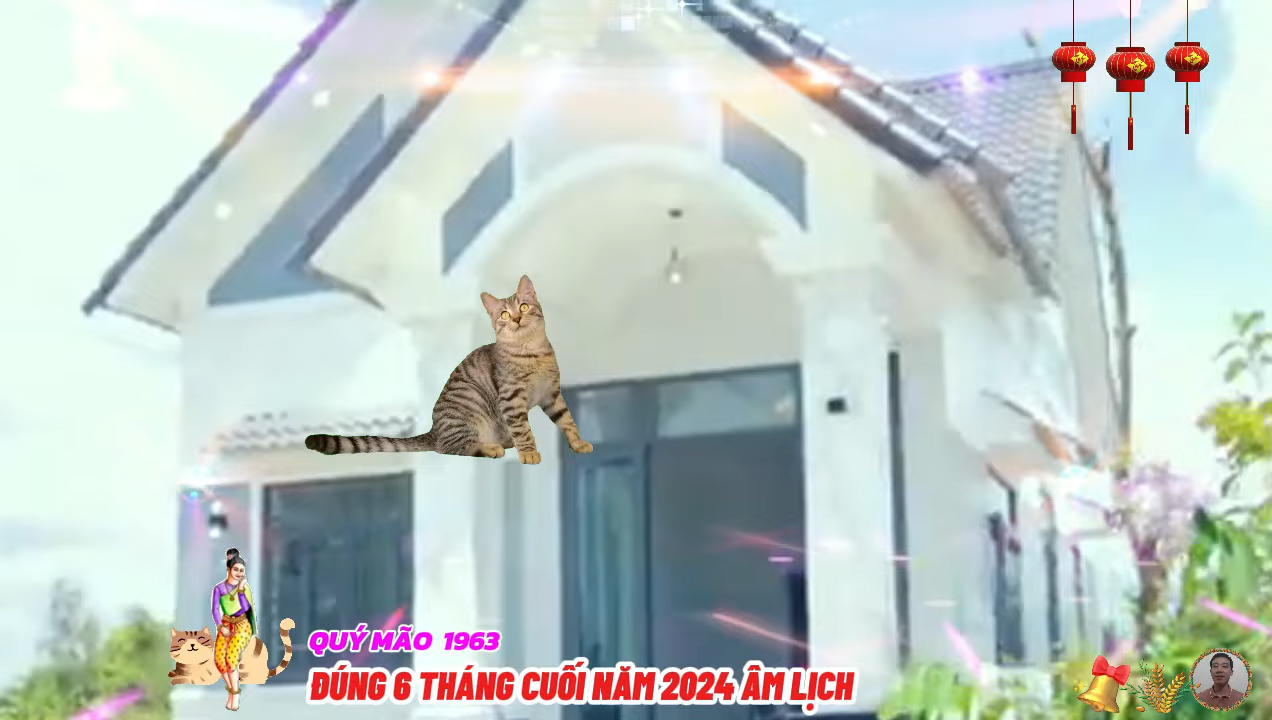 QUÝ MÃO 1963
ĐÚNG 6 THÁNG CUỐI NĂM 2024 ÂM LỊCH